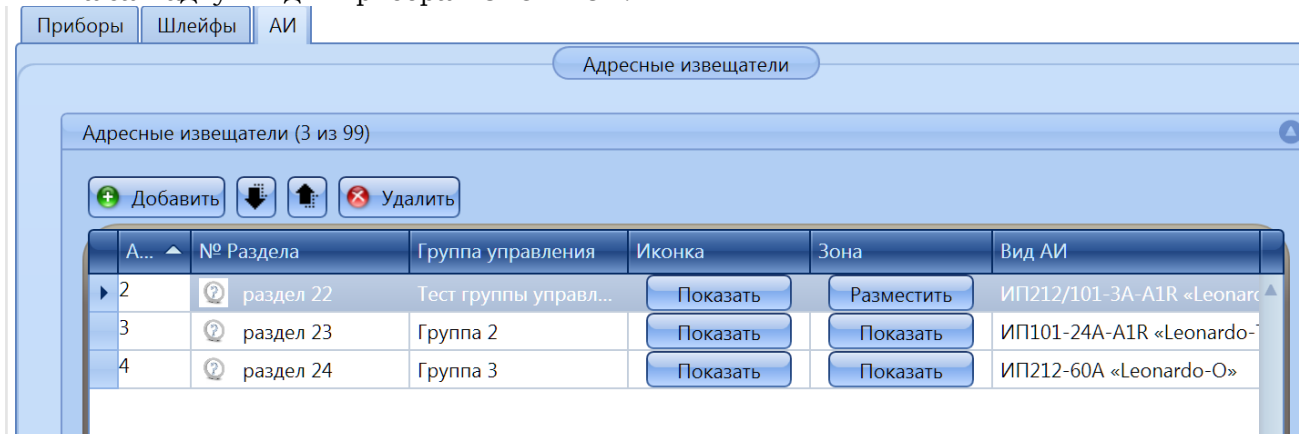 Приборы Шлейфы АИ
Адресные извещатели
Адресные извещатели (3 из 99)
Добавить Удалить
А... № Раздела Группа управления Иконка Зона Вид АИ
2 раздел 22 Тест группы управл... Показать Разместить ИП212/101-3А-A1R «Leonard
3 раздел 23 Группа 2 Показать Показать ИП101-24А-A1R «Leonardo-
4 раздел 24 Группа 3 Показать Показать ИП212-60А «Leonardo-О»